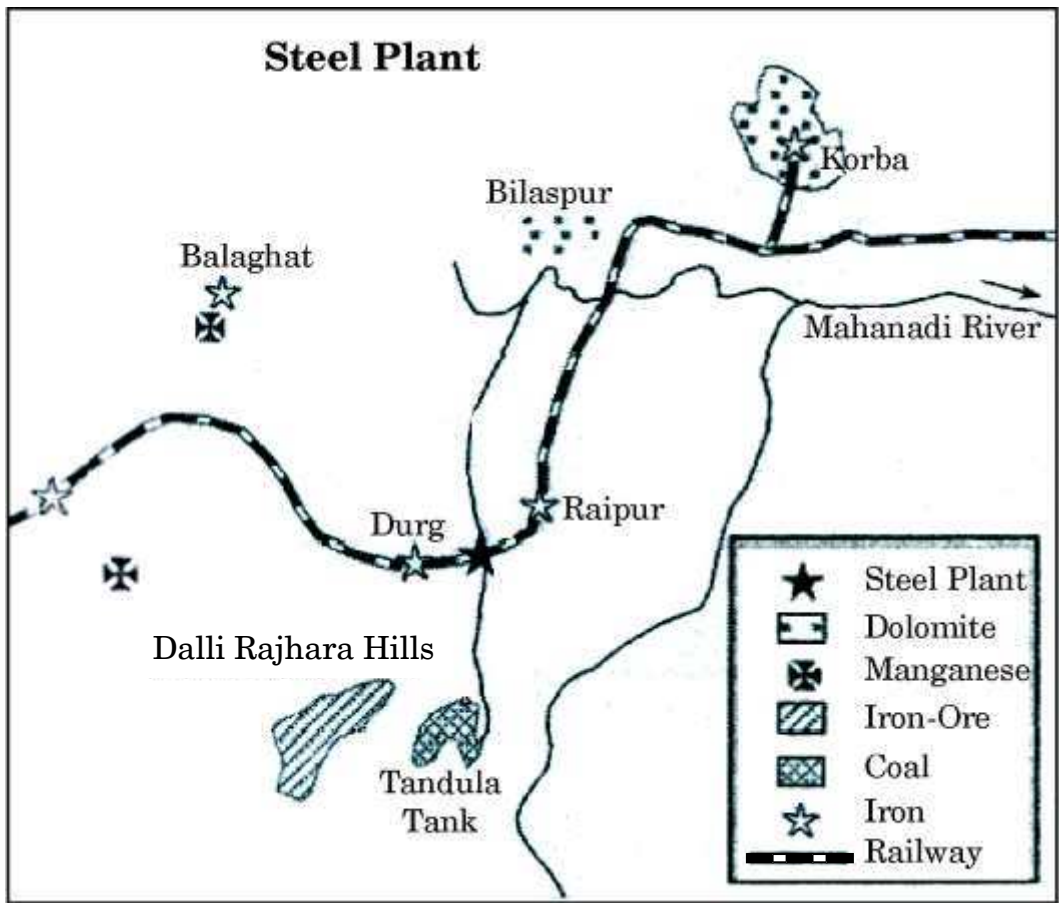 Steel Plant
Korba
Bilaspur
Balaghat
Mahanadi River
Raipur
Durg
Dalli Rajhara Hills
Tandula
Tank
Steel Plant
Dolomite
Manganese
Iron-Ore
Coal
Iron
Railway